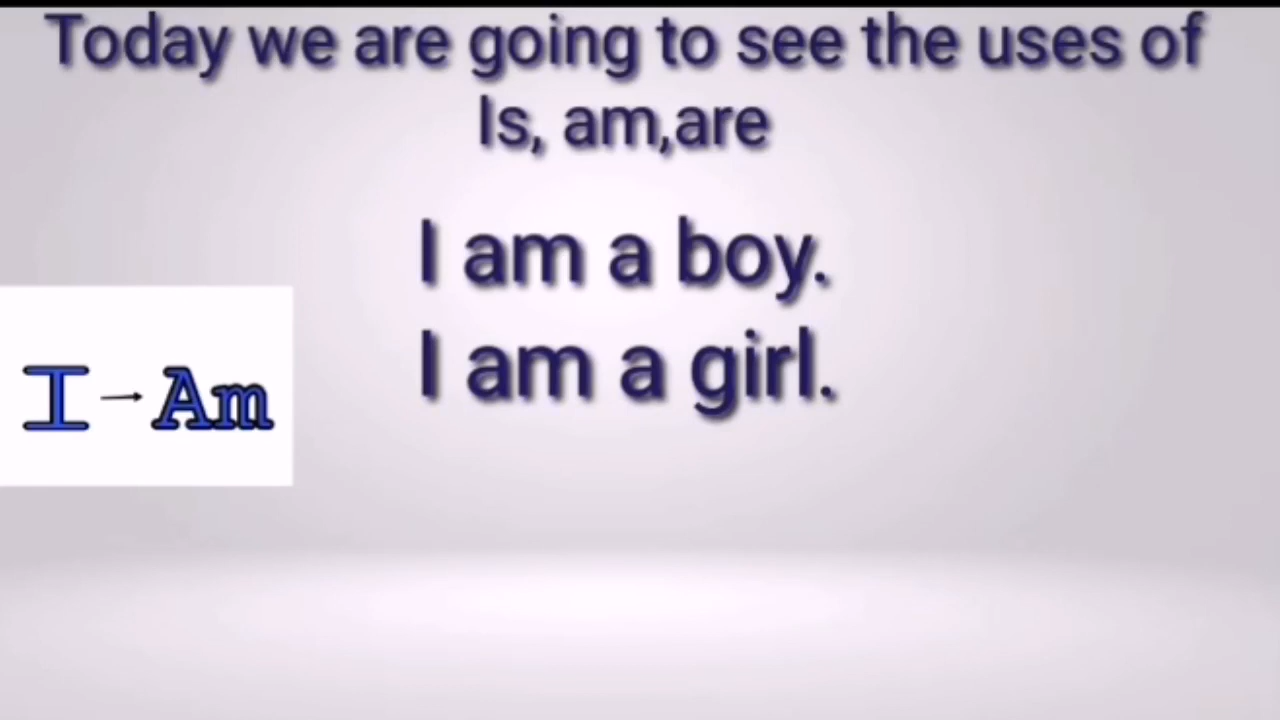 Today we are going to see the uses of
Is, am,are
I am a boy.
I am a girl.
I → Am